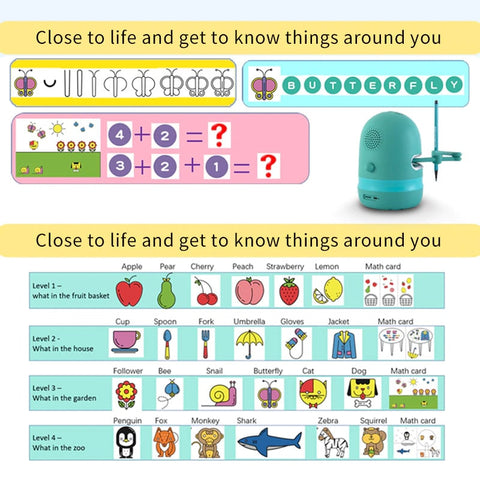 Close to life and get to know things around you
BUTTERFLY
4+2=?
3+2+1=?
Close to life and get to know things around you
Apple Pear Cherry Peach Strawberry Lemon Math card
Level 1 –
what in the fruit basket
Cup Spoon Fork Umbrella Gloves Jacket Math card
Level 2 -
What in the house
Follower Bee Snail Butterfly Cat Dog Math card
Level 3 –
What in the garden
Penguin Fox Monkey Shark Zebra Squirrel Math card
Level 4 –
What in the zoo